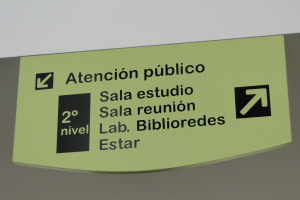 Atención público
2º nivel
Sala estudio
Sala reunión
Lab. Biblioredes
Estar